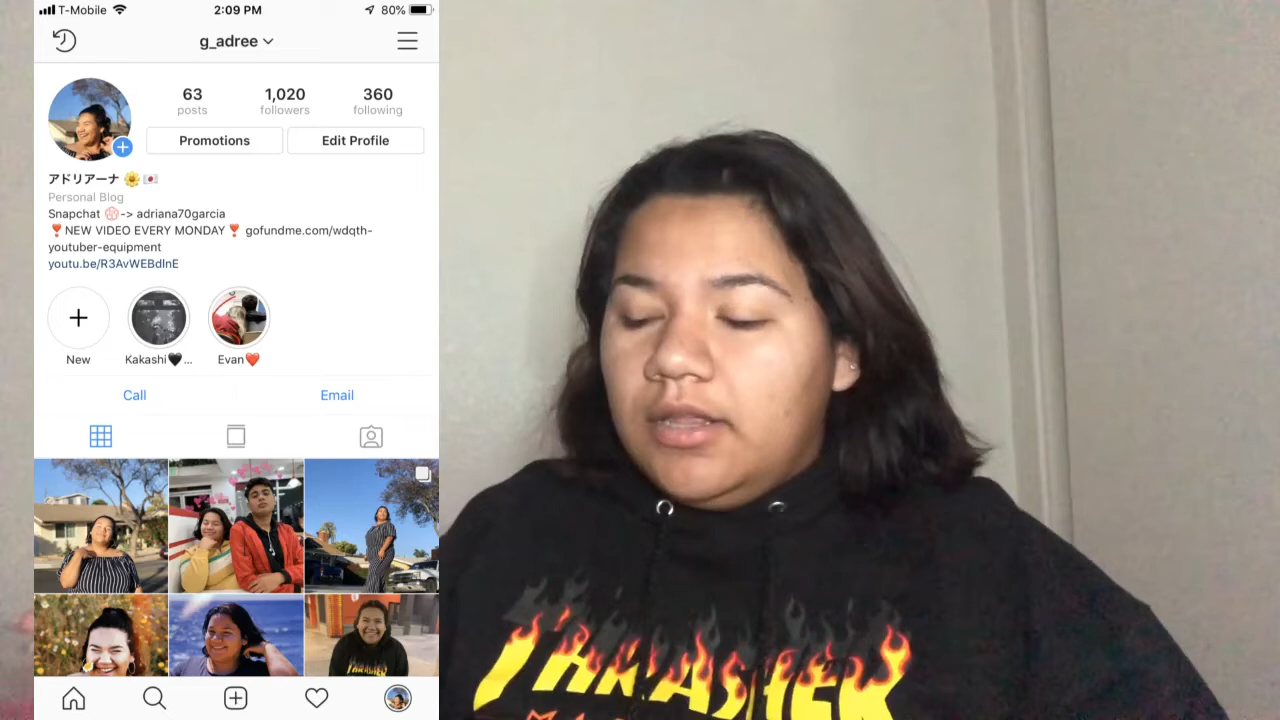 T-Mobile 2:09 PM 80%
g_adree
63 1,020 360
posts followers following
Promotions Edit Profile
アドリアーナ 🌼 🇯🇵
Personal Blog
Snapchat 💮-> adriana70garcia
❣️NEW VIDEO EVERY MONDAY❣️ gofundme.com/wdqth-
youtuber-equipment
youtu.be/R3AvWEBdlnE
New Kakashi🖤... Evan❤️
Call Email
THRASHER